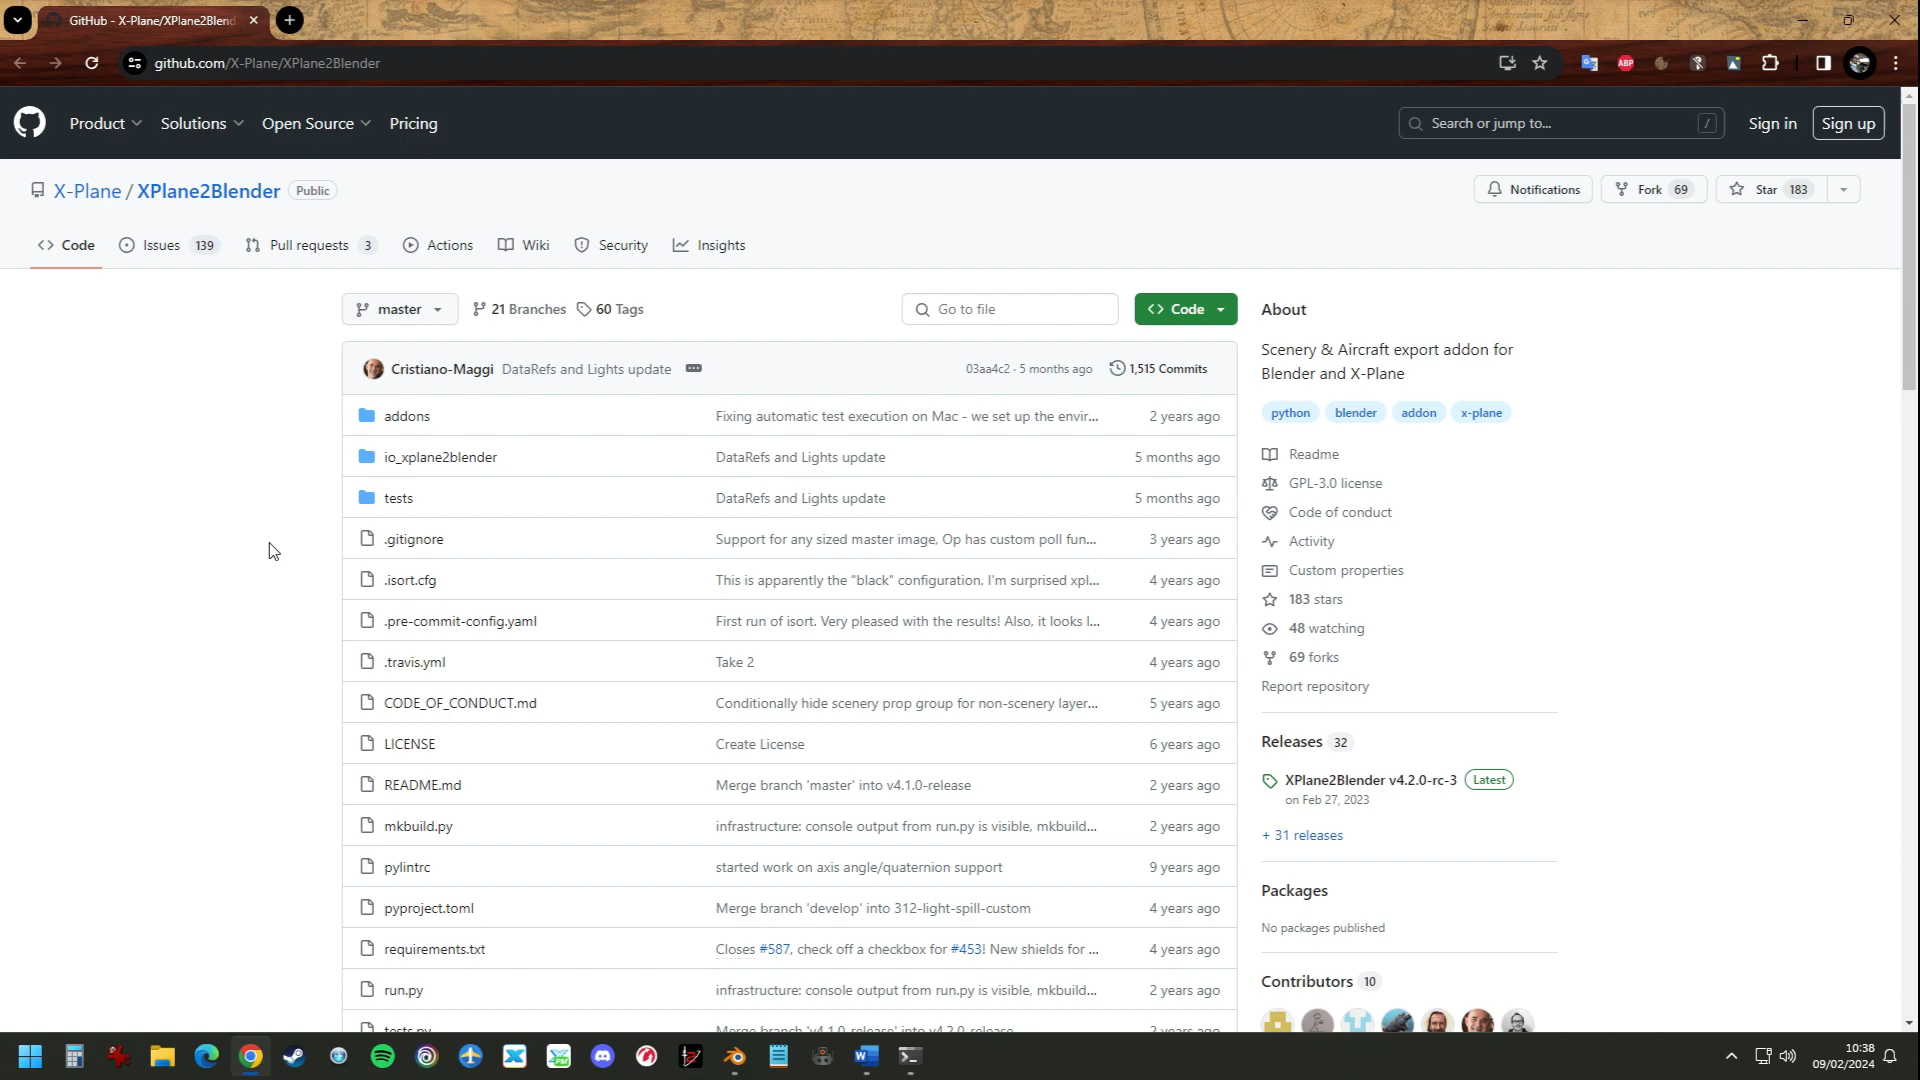 GitHub - X-Plane/XPlane2Blend
github.com/X-Plane/XPlane2Blender
ABP
Product
Solutions
Open Source
Pricing
Search or jump to...
/
Sign in
Sign up
X-Plane / XPlane2Blender
Public
Notifications
Fork 69
Star 183
Code
Issues 139
Pull requests 3
Actions
Wiki
Security
Insights
master
21 Branches
60 Tags
Go to file
Code
Cristiano-Maggi DataRefs and Lights update
03aa4c2 · 5 months ago
1,515 Commits
addons Fixing automatic test execution on Mac - we set up the envir... 2 years ago
io_xplane2blender DataRefs and Lights update 5 months ago
tests DataRefs and Lights update 5 months ago
.gitignore Support for any sized master image, Op has custom poll fun... 3 years ago
.isort.cfg This is apparently the "black" configuration. I'm surprised xpl... 4 years ago
.pre-commit-config.yaml First run of isort. Very pleased with the results! Also, it looks l... 4 years ago
.travis.yml Take 2 4 years ago
CODE_OF_CONDUCT.md Conditionally hide scenery prop group for non-scenery layer... 5 years ago
LICENSE Create License 6 years ago
README.md Merge branch 'master' into v4.1.0-release 2 years ago
mkbuild.py infrastructure: console output from run.py is visible, mkbuild... 2 years ago
pylintrc started work on axis angle/quaternion support 9 years ago
pyproject.toml Merge branch 'develop' into 312-light-spill-custom 4 years ago
requirements.txt Closes #587, check off a checkbox for #453! New shields for ... 4 years ago
run.py infrastructure: console output from run.py is visible, mkbuild... 2 years ago
tests.py Merge branch 'v4.1.0-release' into v4.2.0-release 2 years ago
About
Scenery & Aircraft export addon for
Blender and X-Plane
python
blender
addon
x-plane
Readme
GPL-3.0 license
Code of conduct
Activity
Custom properties
183 stars
48 watching
69 forks
Report repository
Releases 32
XPlane2Blender v4.2.0-rc-3 Latest
on Feb 27, 2023
+ 31 releases
Packages
No packages published
Contributors 10
10:38
09/02/2024